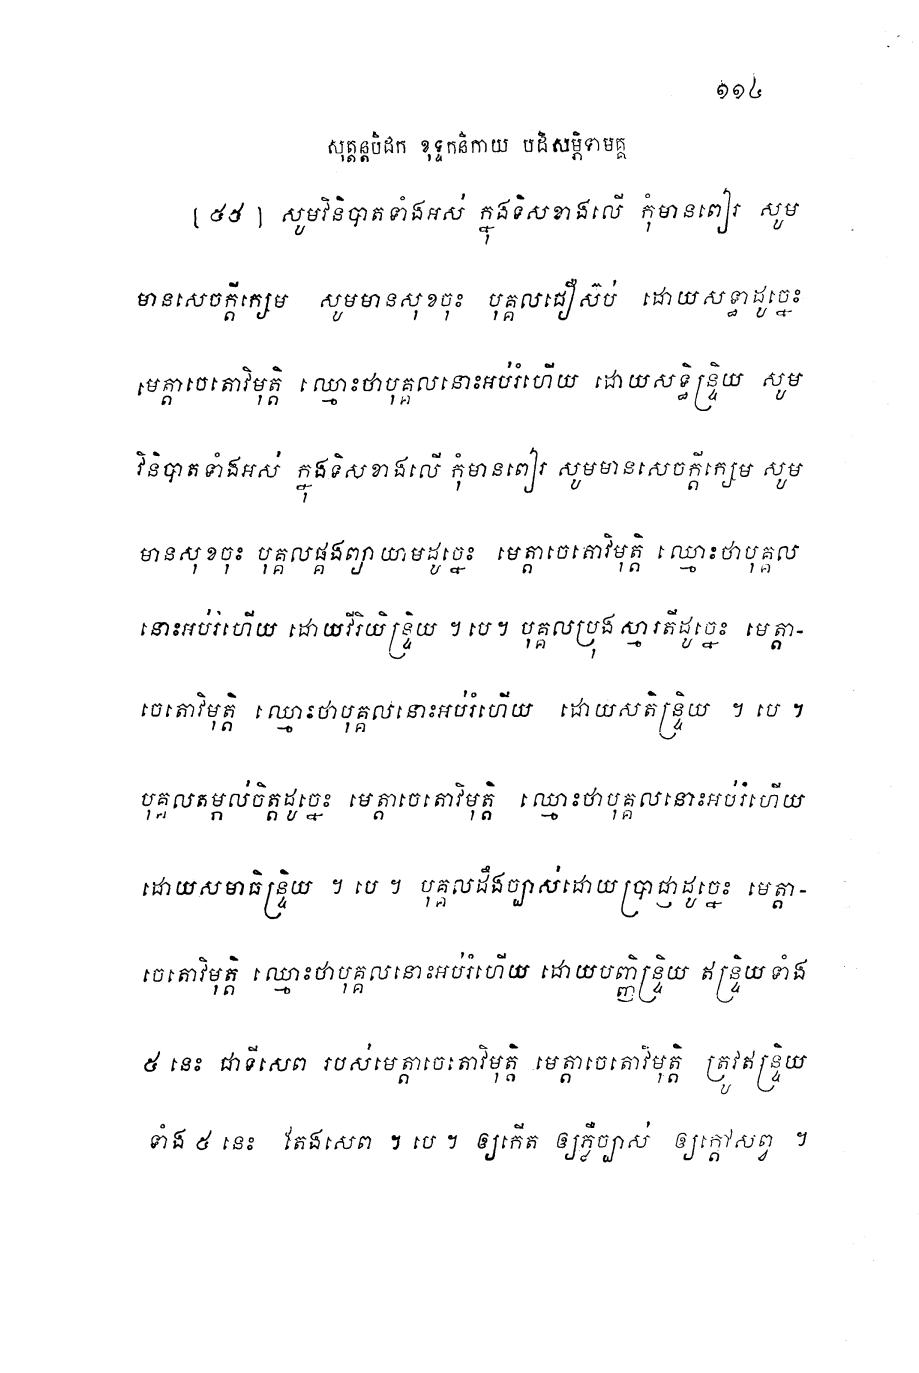 ១១៤
សុត្តន្តបិដក ខុទ្ទកនិកាយ បដិសម្ភិទាមគ្គ
[ ៥៥ ] សូមវិនិបាតទាំងអស់ ក្នុងទិសខាងលើ កុំមានពៀរ សូម
មានសេចក្តីក្សេម សូមមានសុខចុះ បុគ្គលជឿស៊ប់ ដោយសទ្ធាដូច្នេះ
មេត្តាចេតោវិមុត្តិ ឈ្មោះថាបុគ្គលនោះអប់រំហើយ ដោយសទ្ធិន្ទ្រិយ សូម
វិនិបាតទាំងអស់ ក្នុងទិសខាងលើ កុំមានពៀរ សូមមានសេចក្តីក្សេម សូម
មានសុខចុះ បុគ្គលផ្គងព្យាយាមដូច្នេះ មេត្តាចេតោវិមុត្តិ ឈ្មោះថាបុគ្គល
នោះអប់រំហើយ ដោយវីរិយិន្ទ្រិយ ។ បេ ។ បុគ្គលប្រុងស្មារតីដូច្នេះ មេត្តា-
ចេតោវិមុត្តិ ឈ្មោះថាបុគ្គលនោះអប់រំហើយ ដោយសតិន្ទ្រិយ ។ បេ ។
បុគ្គលតម្កល់ចិត្តដូច្នេះ មេត្តាចេតោវិមុត្តិ ឈ្មោះថាបុគ្គលនោះអប់រំហើយ
ដោយសមាធិន្ទ្រិយ ។ បេ ។ បុគ្គលដឹងច្បាស់ដោយប្រាជ្ញាដូច្នេះ មេត្តា-
ចេតោវិមុត្តិ ឈ្មោះថាបុគ្គលនោះអប់រំហើយ ដោយបញ្ញិន្ទ្រិយ ឥន្ទ្រិយទាំង
៥ នេះ ជាទីសេព របស់មេត្តាចេតោវិមុត្តិ មេត្តាចេតោវិមុត្តិ ត្រូវឥន្ទ្រិយ
ទាំង ៥ នេះ តែងសេព ។ បេ ។ ឲ្យកើត ឲ្យភ្លឺច្បាស់ ឲ្យក្តៅសព្វ ។